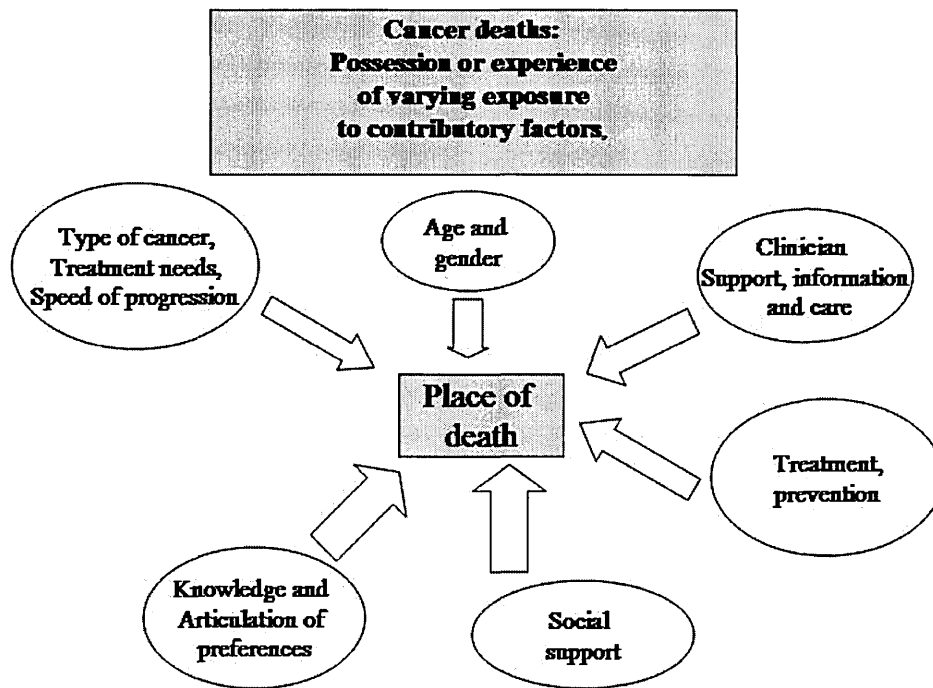 Cancer deaths:
Possession or experience
of varying exposure
to contributory factors,
Type of cancer,
Treatment needs,
Speed of progression
Age and
gender
Clinician
Support, information
and care
Place of
death
Treatment,
prevention
Knowledge and
Articulation of
preferences
Social
support